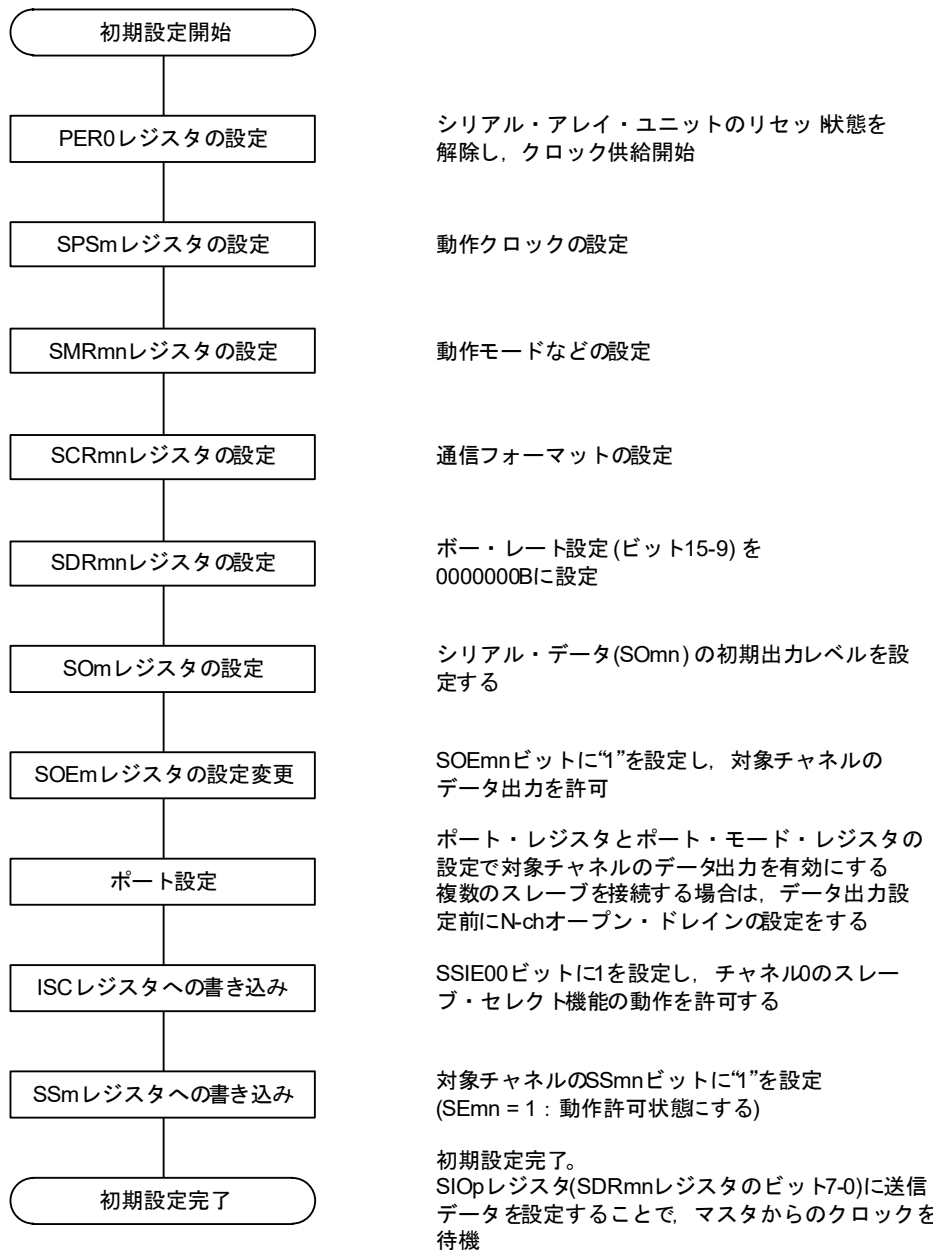 初期設定開始
PER0レジスタの設定
シリアル・アレイ・ユニットのリセット状態を
解除し，クロック供給開始
SPSmレジスタの設定
動作クロックの設定
SMRmnレジスタの設定
動作モードなどの設定
SCRmnレジスタの設定
通信フォーマットの設定
SDRmnレジスタの設定
ボー・レート設定 (ビット15-9) を
0000000Bに設定
SOmレジスタの設定
シリアル・データ(SOmn) の初期出力レベルを設
定する
SOEmレジスタの設定変更
SOEmnビットに“1”を設定し，対象チャネルの
データ出力を許可
ポート設定
ポート・レジスタとポート・モード・レジスタの
設定で対象チャネルのデータ出力を有効にする
複数のスレーブを接続する場合は，データ出力設
定前にN-chオープン・ドレインの設定をする
ISCレジスタへの書き込み
SSIE00ビットに1を設定し，チャネル0のスレー
ブ・セレクト機能の動作を許可する
SSmレジスタへの書き込み
対象チャネルのSSmnビットに“1”を設定
(SEmn = 1：動作許可状態にする)
初期設定完了
初期設定完了。
SIOpレジスタ(SDRmnレジスタのビット7-0)に送信
データを設定することで，マスタからのクロックを
待機